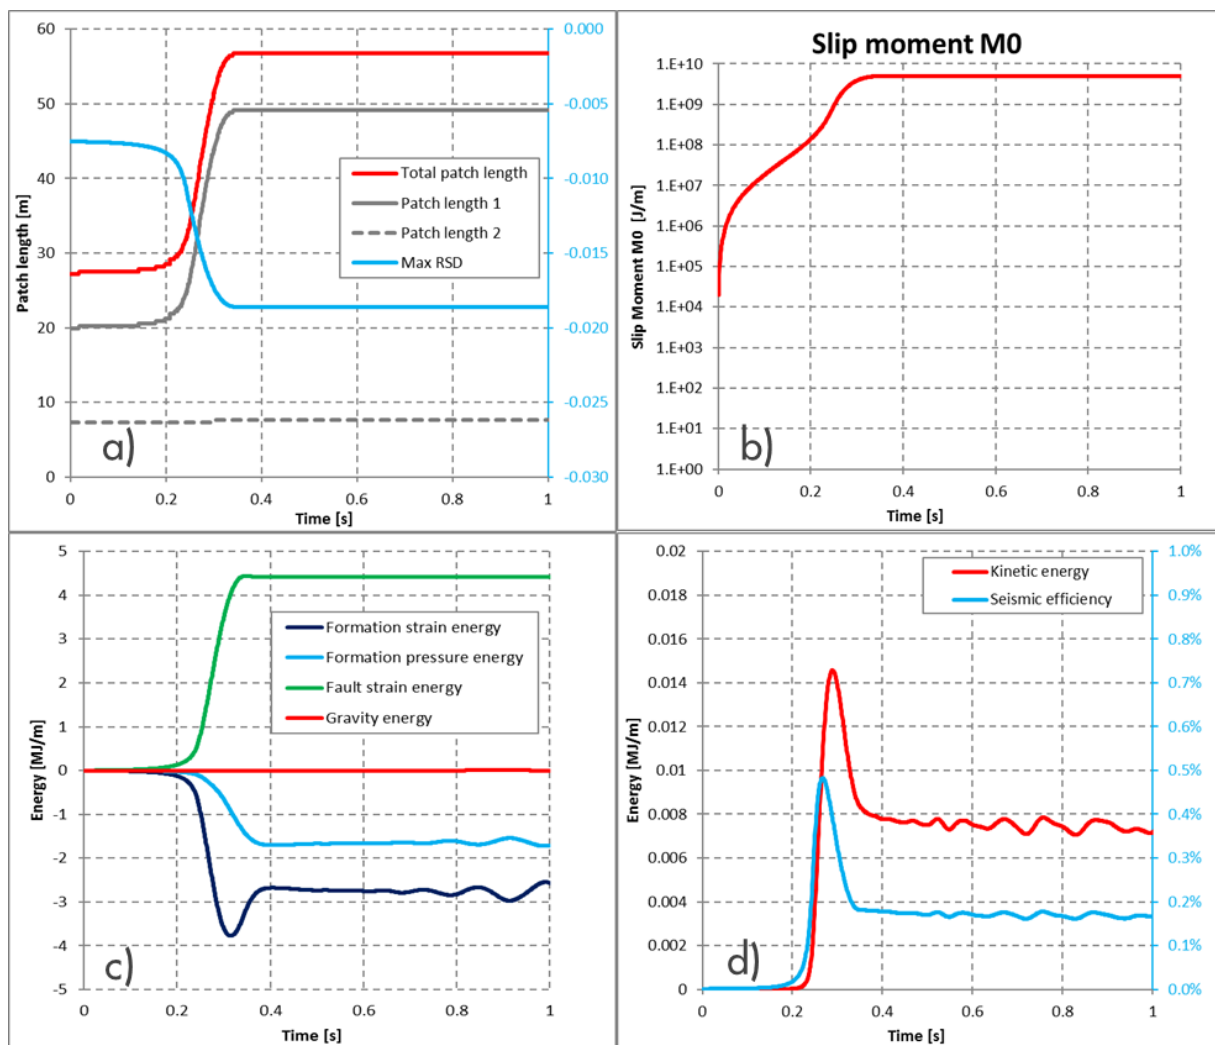 60
50
40
30
20
10
0
Patch length [m]
0.000
-0.005
-0.010
-0.015
-0.020
-0.025
-0.030
Total patch length
Patch length 1
Patch length 2
Max RSD
a)
0 0.2 0.4 0.6 0.8 1
Time [s]
Slip moment M0
1.E+10
1.E+09
1.E+08
1.E+07
1.E+06
1.E+05
1.E+04
1.E+03
1.E+02
1.E+01
1.E+00
Slip Moment M0 [J/m]
b)
0 0.2 0.4 0.6 0.8 1
Time [s]
5
4
3
2
1
0
-1
-2
-3
-4
-5
Energy [MJ/m]
Formation strain energy
Formation pressure energy
Fault strain energy
Gravity energy
c)
0 0.2 0.4 0.6 0.8 1
Time [s]
0.02
0.018
0.016
0.014
0.012
0.01
0.008
0.006
0.004
0.002
0
Energy [MJ/m]
1.0%
0.9%
0.8%
0.7%
0.6%
0.5%
0.4%
0.3%
0.2%
0.1%
0.0%
Kinetic energy
Seismic efficiency
d)
0 0.2 0.4 0.6 0.8 1
Time [s]